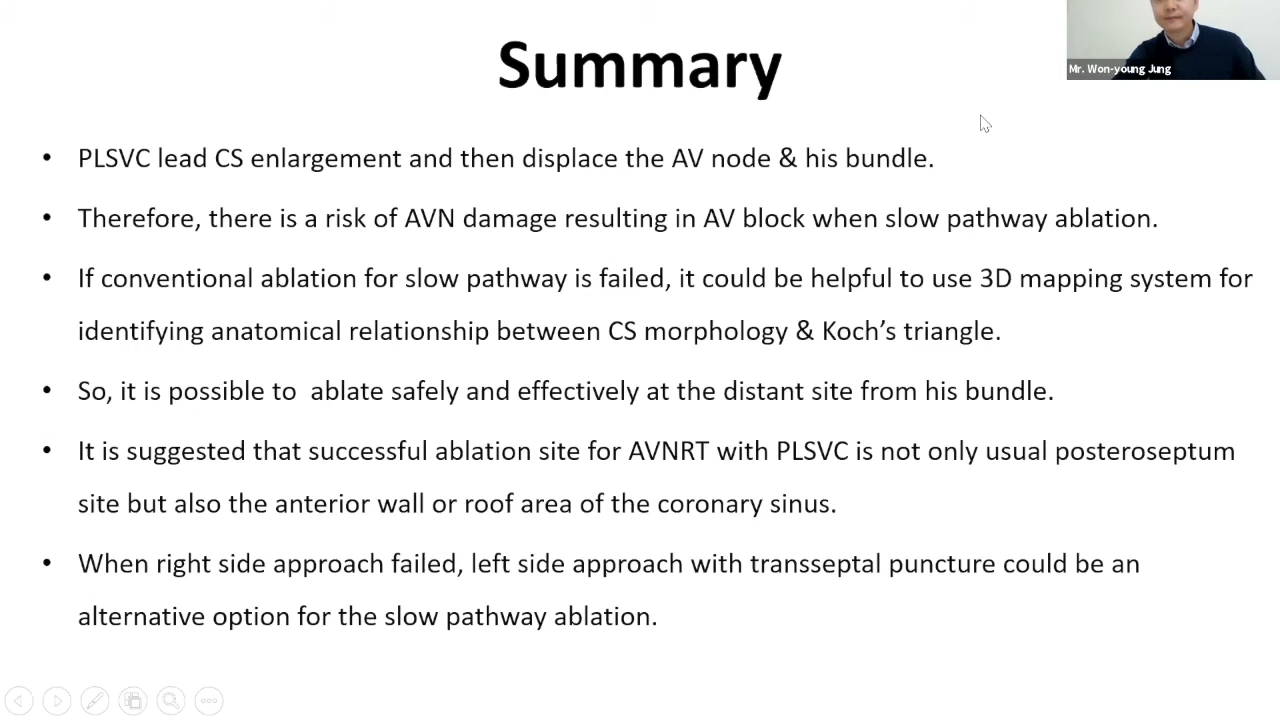 Summary
Mr. Won-young Jung
• PLSVC lead CS enlargement and then displace the AV node & his bundle.
• Therefore, there is a risk of AVN damage resulting in AV block when slow pathway ablation.
• If conventional ablation for slow pathway is failed, it could be helpful to use 3D mapping system for
identifying anatomical relationship between CS morphology & Koch’s triangle.
• So, it is possible to  ablate safely and effectively at the distant site from his bundle.
• It is suggested that successful ablation site for AVNRT with PLSVC is not only usual posteroseptum
site but also the anterior wall or roof area of the coronary sinus.
• When right side approach failed, left side approach with transseptal puncture could be an
alternative option for the slow pathway ablation.